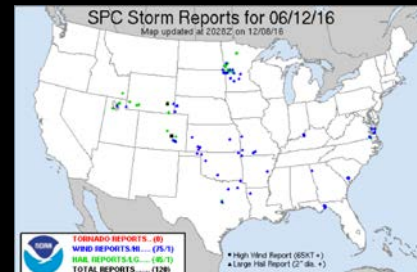 SPC Storm Reports for 06/12/16
Map updated at 2028Z on 12/08/16
TORNADO REPORTS.. (0)
WIND REPORTS/HI..... (75/1)
HAIL REPORTS/LG..... (45/1)
TOTAL REPORTS....... (120)
High Wind Report (65KT +)
Large Hail Report (2" dia. +)